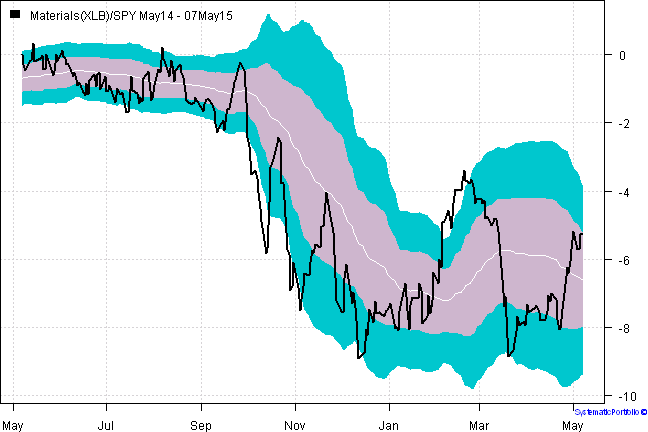 Materials(XLB)/SPY May14 - 07May15
0
-2
-4
-6
-8
-10
May Jul Sep Nov Jan Mar May
SystematicPortfolio ©